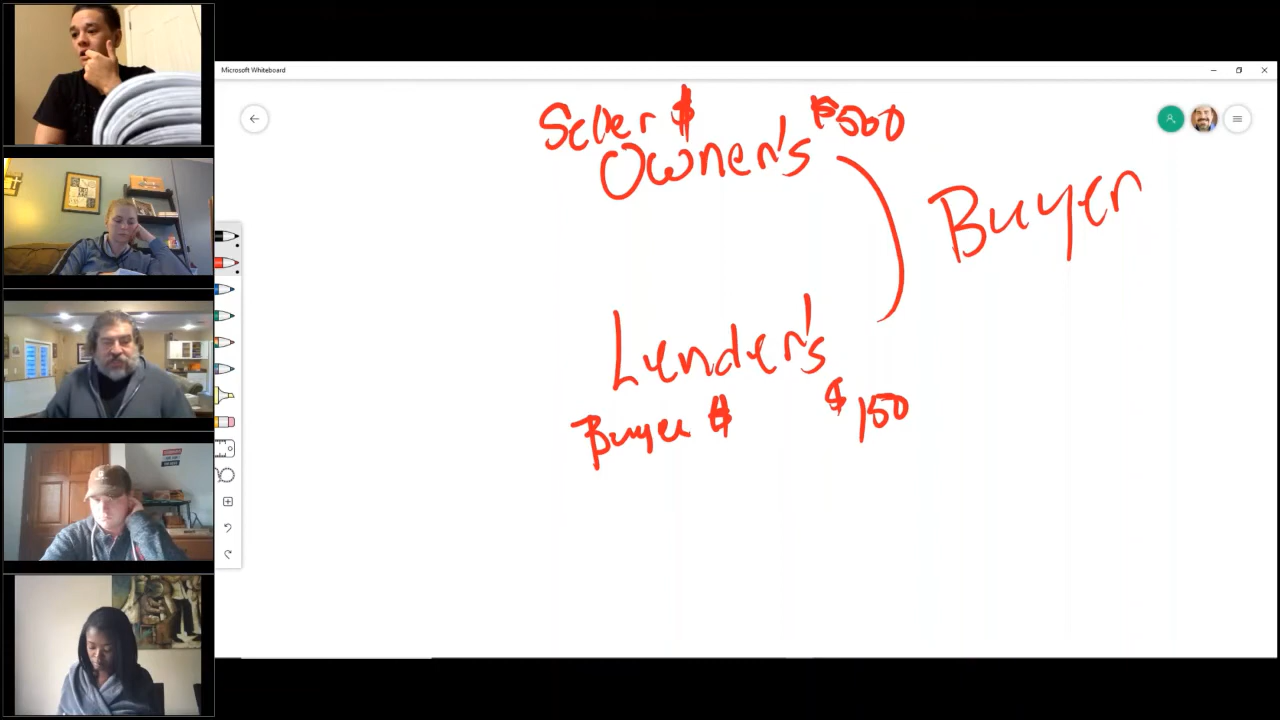 Microsoft Whiteboard
Seller $
Owner's $500
Buyer
Lender's
Buyer $ $150